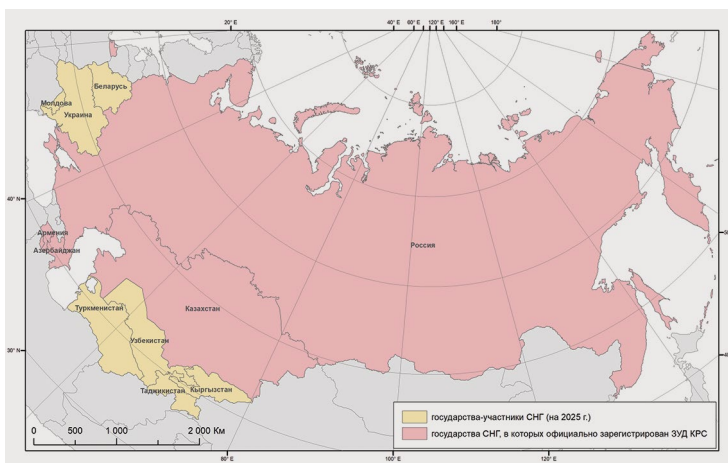 20° E 40° E 60° E 80° E 120° E 160° E 180°
Беларусь
Молдова
Украина
40° N
Армения
Азербайджан
Россия
Туркменистан
Казахстан
30° N
Узбекистан
Таджикистан
Кыргызстан
государства-участники СНГ (на 2025 г.)
государства СНГ, в которых официально зарегистрирован ЗУД КРС
0 500 1 000 2 000 Км
80° E 100° E 120° E